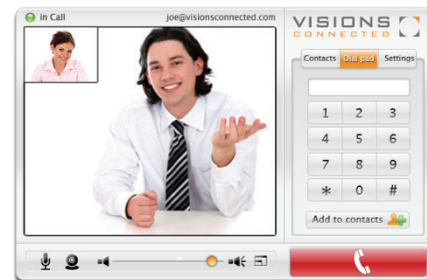 in Call
joe@visionsconnected.com
VISIONS
CONNECTED
Contacts Dial pad Settings
1 2 3
4 5 6
7 8 9
* 0 #
Add to contacts